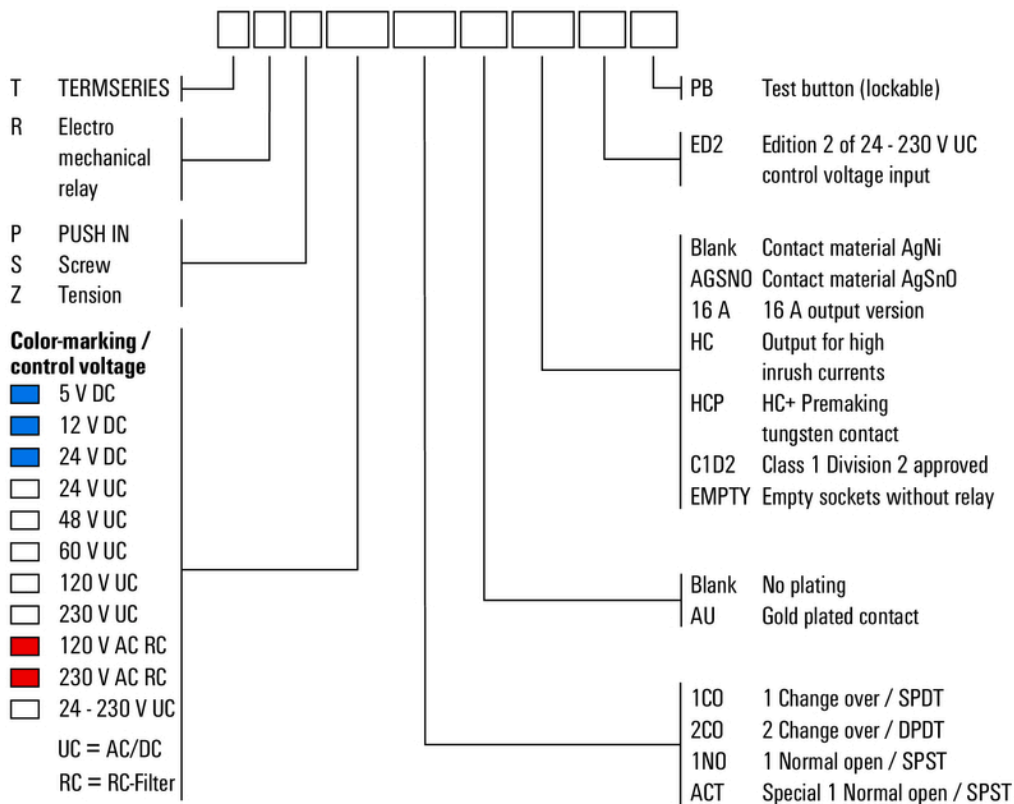 T TERMSERIES
R Electro
mechanical
relay
P PUSH IN
S Screw
Z Tension
Color-marking /
control voltage
5 V DC
12 V DC
24 V DC
24 V UC
48 V UC
60 V UC
120 V UC
230 V UC
120 V AC RC
230 V AC RC
24 - 230 V UC
UC = AC/DC
RC = RC-Filter
PB Test button (lockable)
ED2 Edition 2 of 24 - 230 V UC
control voltage input
Blank Contact material AgNi
AGSNO Contact material AgSnO
16 A 16 A output version
HC Output for high
inrush currents
HCP HC+ Premaking
tungsten contact
C1D2 Class 1 Division 2 approved
EMPTY Empty sockets without relay
Blank No plating
AU Gold plated contact
1CO 1 Change over / SPDT
2CO 2 Change over / DPDT
1NO 1 Normal open / SPST
ACT Special 1 Normal open / SPST